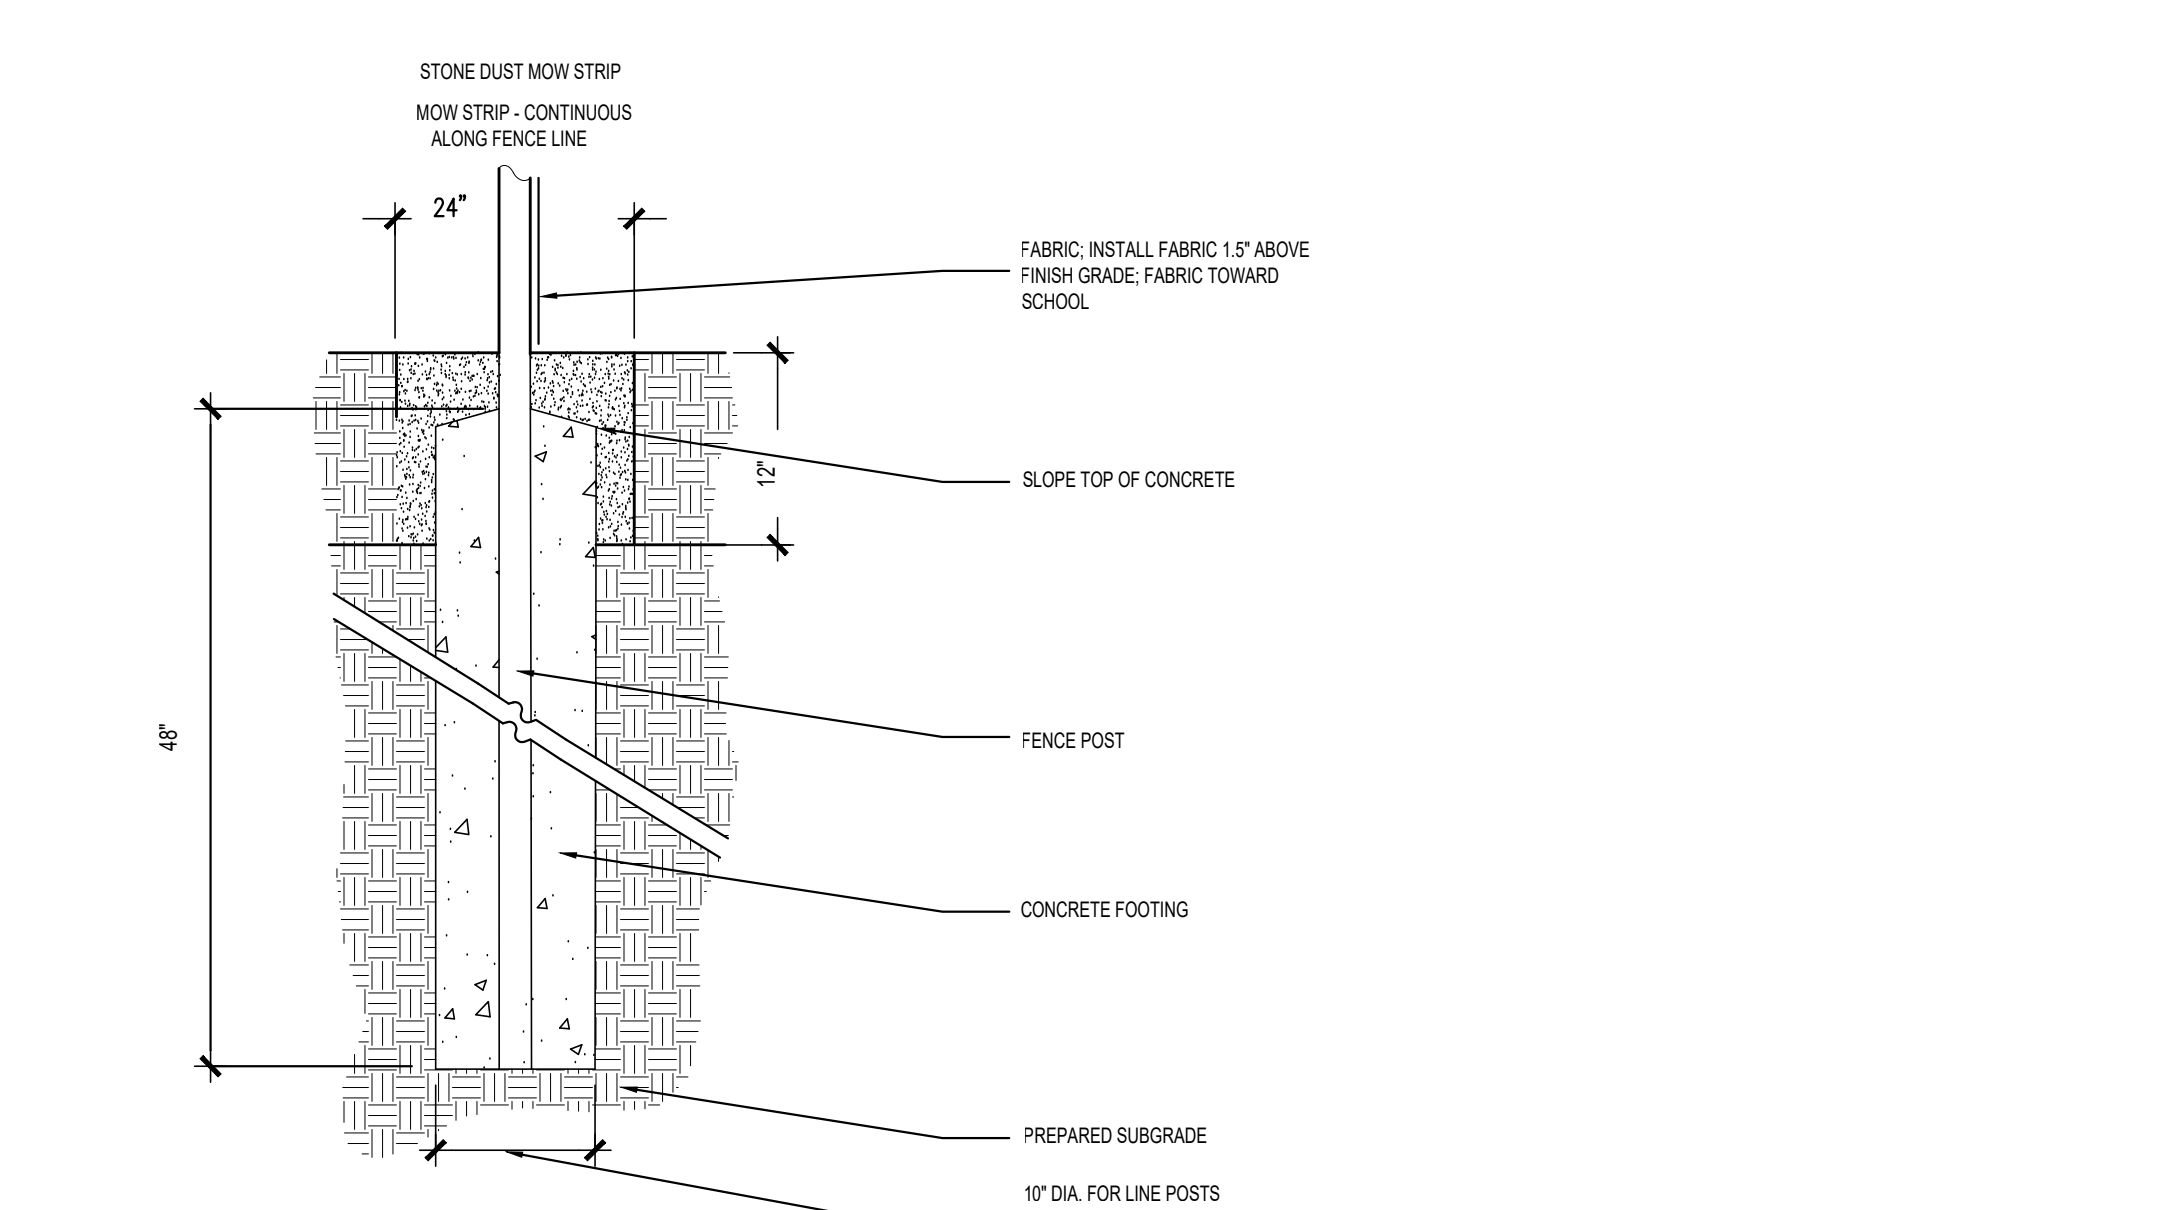 STONE DUST MOW STRIP
MOW STRIP - CONTINUOUS
ALONG FENCE LINE
24"
FABRIC; INSTALL FABRIC 1.5" ABOVE
FINISH GRADE; FABRIC TOWARD
SCHOOL
12"
SLOPE TOP OF CONCRETE
48"
FENCE POST
CONCRETE FOOTING
PREPARED SUBGRADE
10" DIA. FOR LINE POSTS